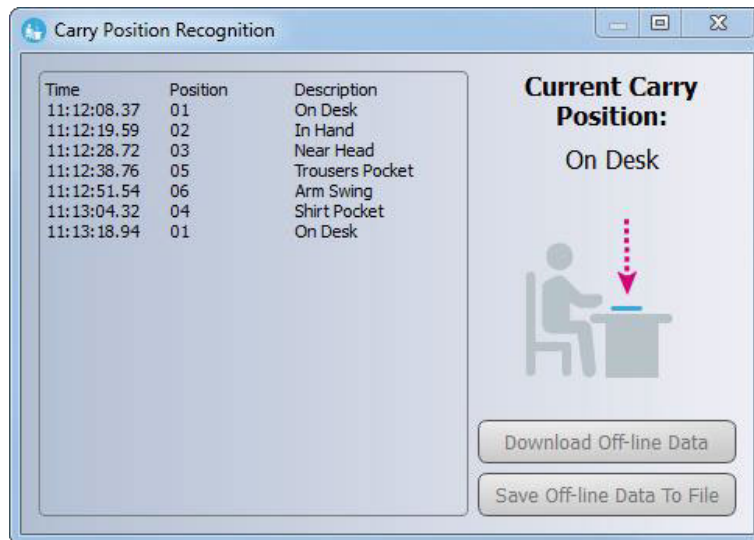 Carry Position Recognition
Time Position Description
11:12:08.37 01 On Desk
11:12:19.59 02 In Hand
11:12:28.72 03 Near Head
11:12:38.76 05 Trousers Pocket
11:12:51.54 06 Arm Swing
11:13:04.32 04 Shirt Pocket
11:13:18.94 01 On Desk
Current Carry
Position:
On Desk
Download Off-line Data
Save Off-line Data To File